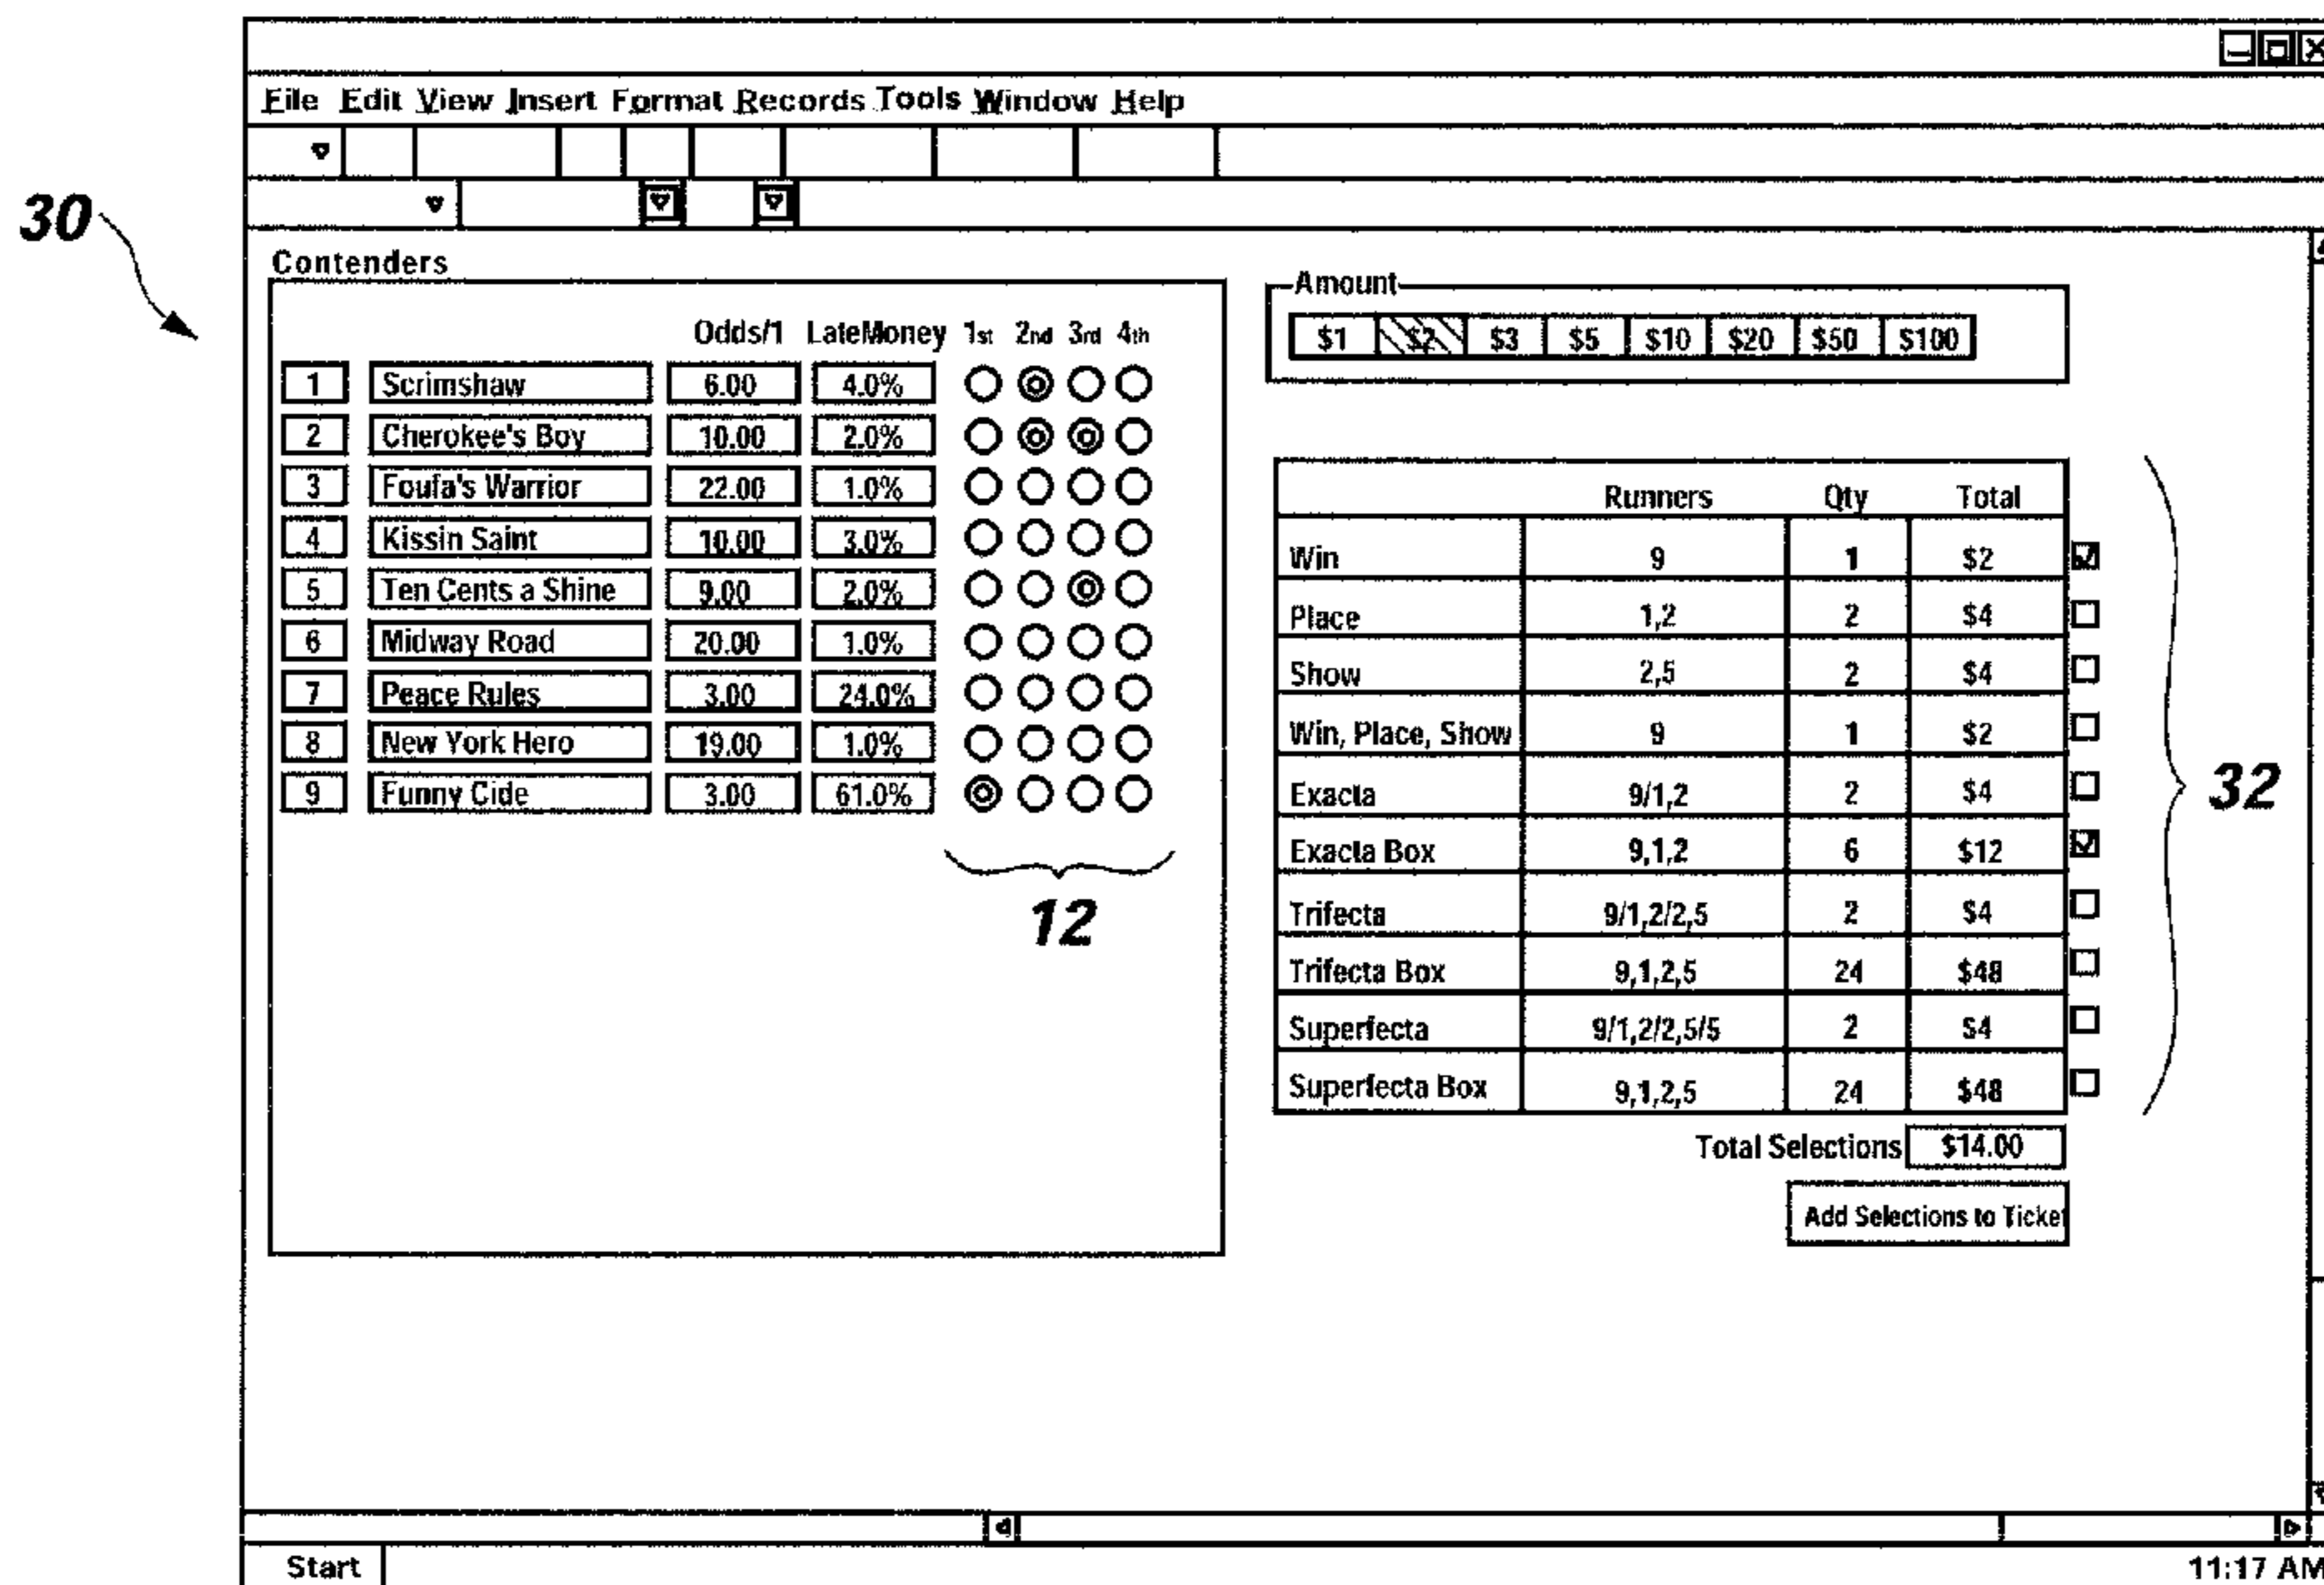 File Edit View Insert Format Records Tools Window Help
30
Contenders
Odds/1 LateMoney 1st 2nd 3rd 4th
1 Scrimshaw 6.00 4.0%
2 Cherokee's Boy 10.00 2.0%
3 Foufa's Warrior 22.00 1.0%
4 Kissin Saint 10.00 3.0%
5 Ten Cents a Shine 9.00 2.0%
6 Midway Road 20.00 1.0%
7 Peace Rules 3.00 24.0%
8 New York Hero 19.00 1.0%
9 Funny Cide 3.00 61.0%
12
Amount
$1 $2 $3 $5 $10 $20 $50 $100
Runners Qty Total
Win 9 1 $2
Place 1,2 2 $4
Show 2,5 2 $4
Win, Place, Show 9 1 $2
Exacta 9/1,2 2 $4
Exacta Box 9,1,2 6 $12
Trifecta 9/1,2/2,5 2 $4
Trifecta Box 9,1,2,5 24 $48
Superfecta 9/1,2/2,5/5 2 $4
Superfecta Box 9,1,2,5 24 $48
32
Total Selections $14.00
Add Selections to Ticket
Start
11:17 AM